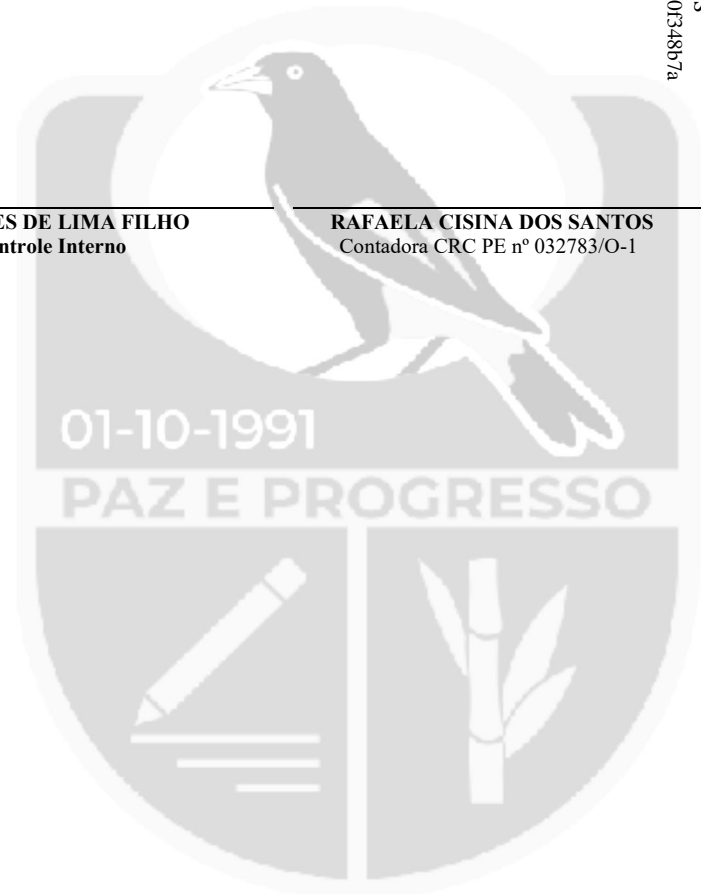 0f348b7a
ES DE LIMA FILHO
ntrole Interno
RAFAELA CISINA DOS SANTOS
Contadora CRC PE nº 032783/O-1
01-10-1991
PAZ E PROGRESSO